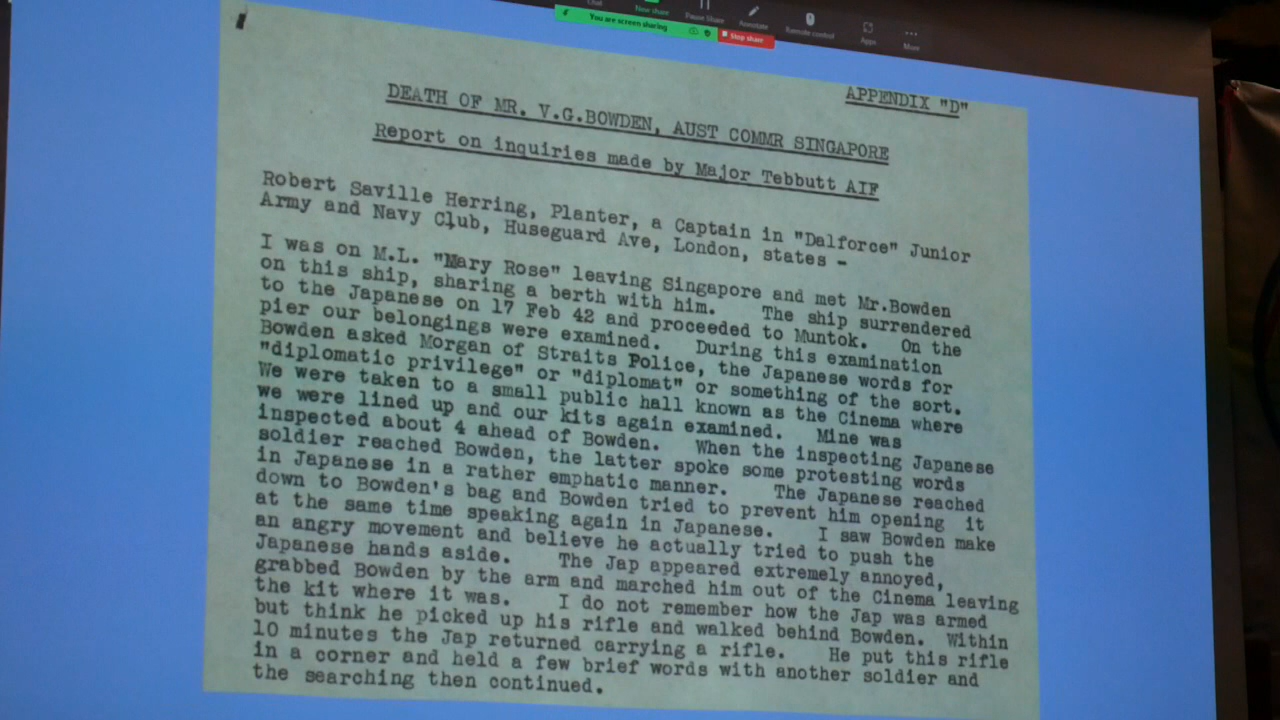 Chat
New share
Pause Share
Annotate
Remote control
Apps
More
You are screen sharing
Stop share
APPENDIX "D"
DEATH OF MR. V.G.BOWDEN, AUST COMMR SINGAPORE
Report on inquiries made by Major Tebbutt AIF
Robert Saville Herring, Planter, a Captain in "Dalforce" Junior
Army and Navy Club, Huseguard Ave, London, states -
I was on M.L. "Mary Rose" leaving Singapore and met Mr.Bowden
on this ship, sharing a berth with him. The ship surrendered
to the Japanese on 17 Feb 42 and proceeded to Muntok. On the
pier our belongings were examined. During this examination
Bowden asked Morgan of Straits Police, the Japanese words for
"diplomatic privilege" or "diplomat" or something of the sort.
We were taken to a small public hall known as the Cinema where
we were lined up and our kits again examined. Mine was
inspected about 4 ahead of Bowden. When the inspecting Japanese
soldier reached Bowden, the latter spoke some protesting words
in Japanese in a rather emphatic manner. The Japanese reached
down to Bowden's bag and Bowden tried to prevent him opening it
at the same time speaking again in Japanese. I saw Bowden make
an angry movement and believe he actually tried to push the
Japanese hands aside. The Jap appeared extremely annoyed,
grabbed Bowden by the arm and marched him out of the Cinema leaving
the kit where it was. I do not remember how the Jap was armed
but think he picked up his rifle and walked behind Bowden. Within
10 minutes the Jap returned carrying a rifle. He put this rifle
in a corner and held a few brief words with another soldier and
the searching then continued.